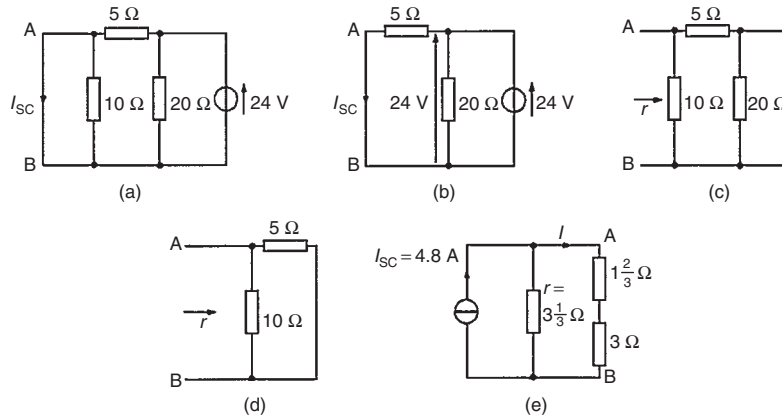 5 Ω
A
I_SC
10 Ω
20 Ω
24 V
B
(a)
5 Ω
A
I_SC
24 V
20 Ω
24 V
B
(b)
5 Ω
A
r
10 Ω
20 Ω
B
(c)
5 Ω
A
r
10 Ω
B
(d)
I_SC = 4.8 A
I
A
r =
3 1/3 Ω
1 2/3 Ω
3 Ω
B
(e)